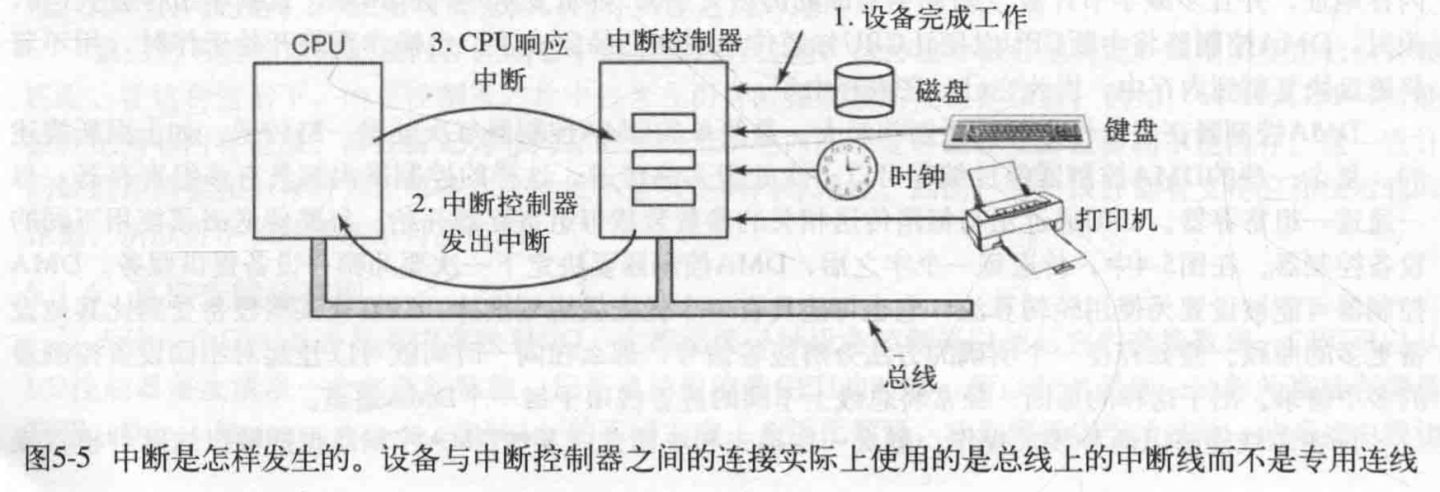 1. 设备完成工作
CPU
3. CPU响应
中断
中断控制器
磁盘
键盘
时钟
打印机
2. 中断控制器
发出中断
总线
图5-5 中断是怎样发生的。设备与中断控制器之间的连接实际上使用的是总线上的中断线而不是专用连线